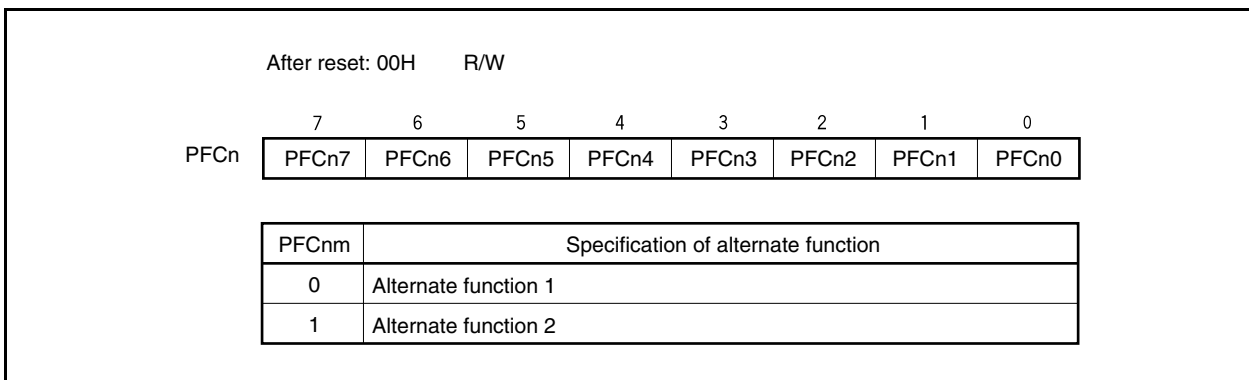 After reset: 00H R/W
7 6 5 4 3 2 1 0
PFCn PFCn7 PFCn6 PFCn5 PFCn4 PFCn3 PFCn2 PFCn1 PFCn0
PFCnm Specification of alternate function
0 Alternate function 1
1 Alternate function 2